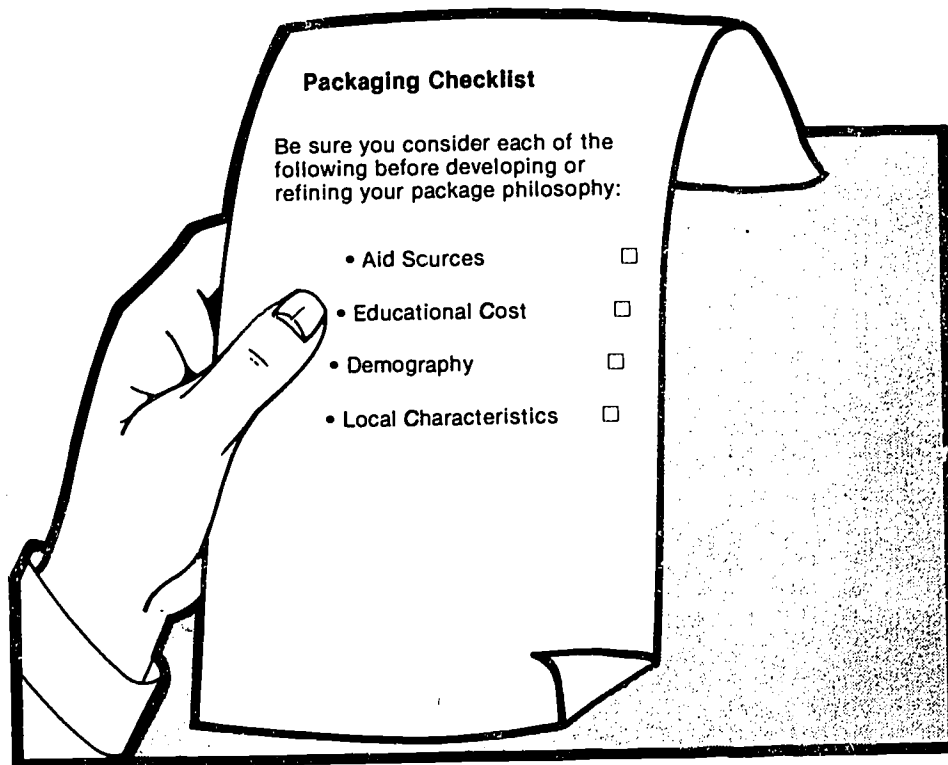 Packaging Checklist
Be sure you consider each of the
following before developing or
refining your package philosophy:
• Aid Scurces □
• Educational Cost □
• Demography □
• Local Characteristics □